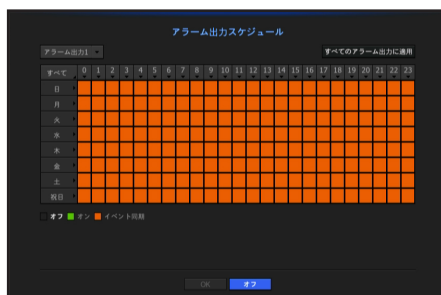 アラーム出力スケジュール
アラーム出力1 すべてのアラーム出力に適用
すべて 0 1 2 3 4 5 6 7 8 9 10 11 12 13 14 15 16 17 18 19 20 21 22 23
日
月
火
水
木
金
土
祝日
オフ オン イベント同期
OK オフ